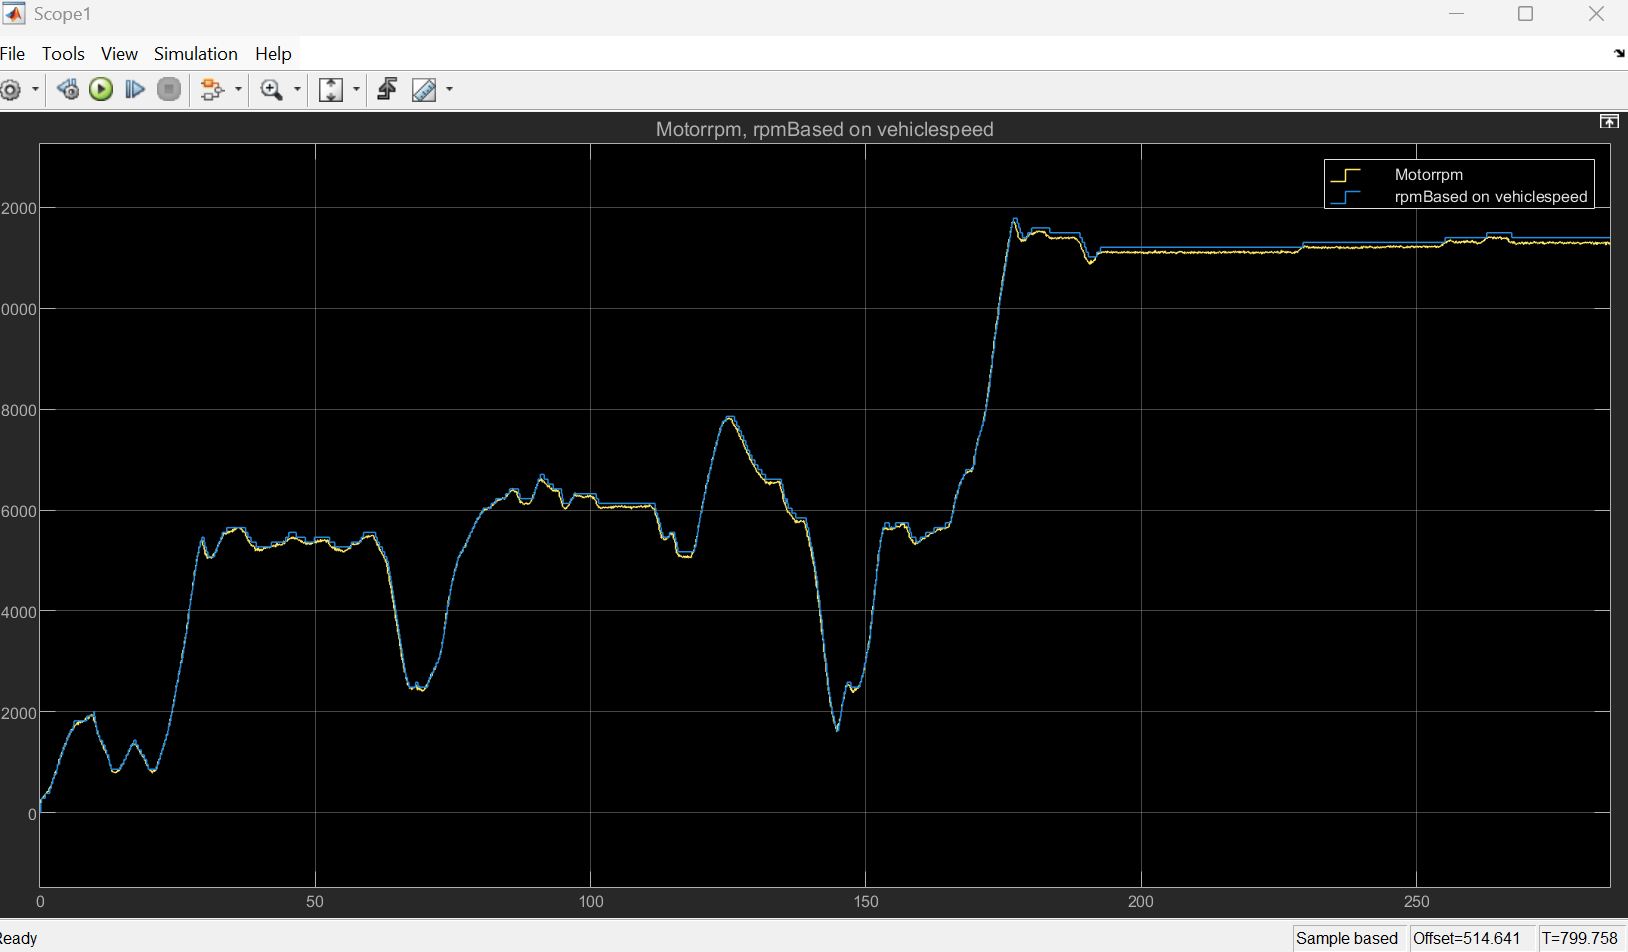 Scope1
File Tools View Simulation Help
Motorrpm, rpmBased on vehiclespeed
Motorrpm
rpmBased on vehiclespeed
2000
0000
8000
6000
4000
2000
0
0 50 100 150 200 250
Ready Sample based Offset=514.641 T=799.758